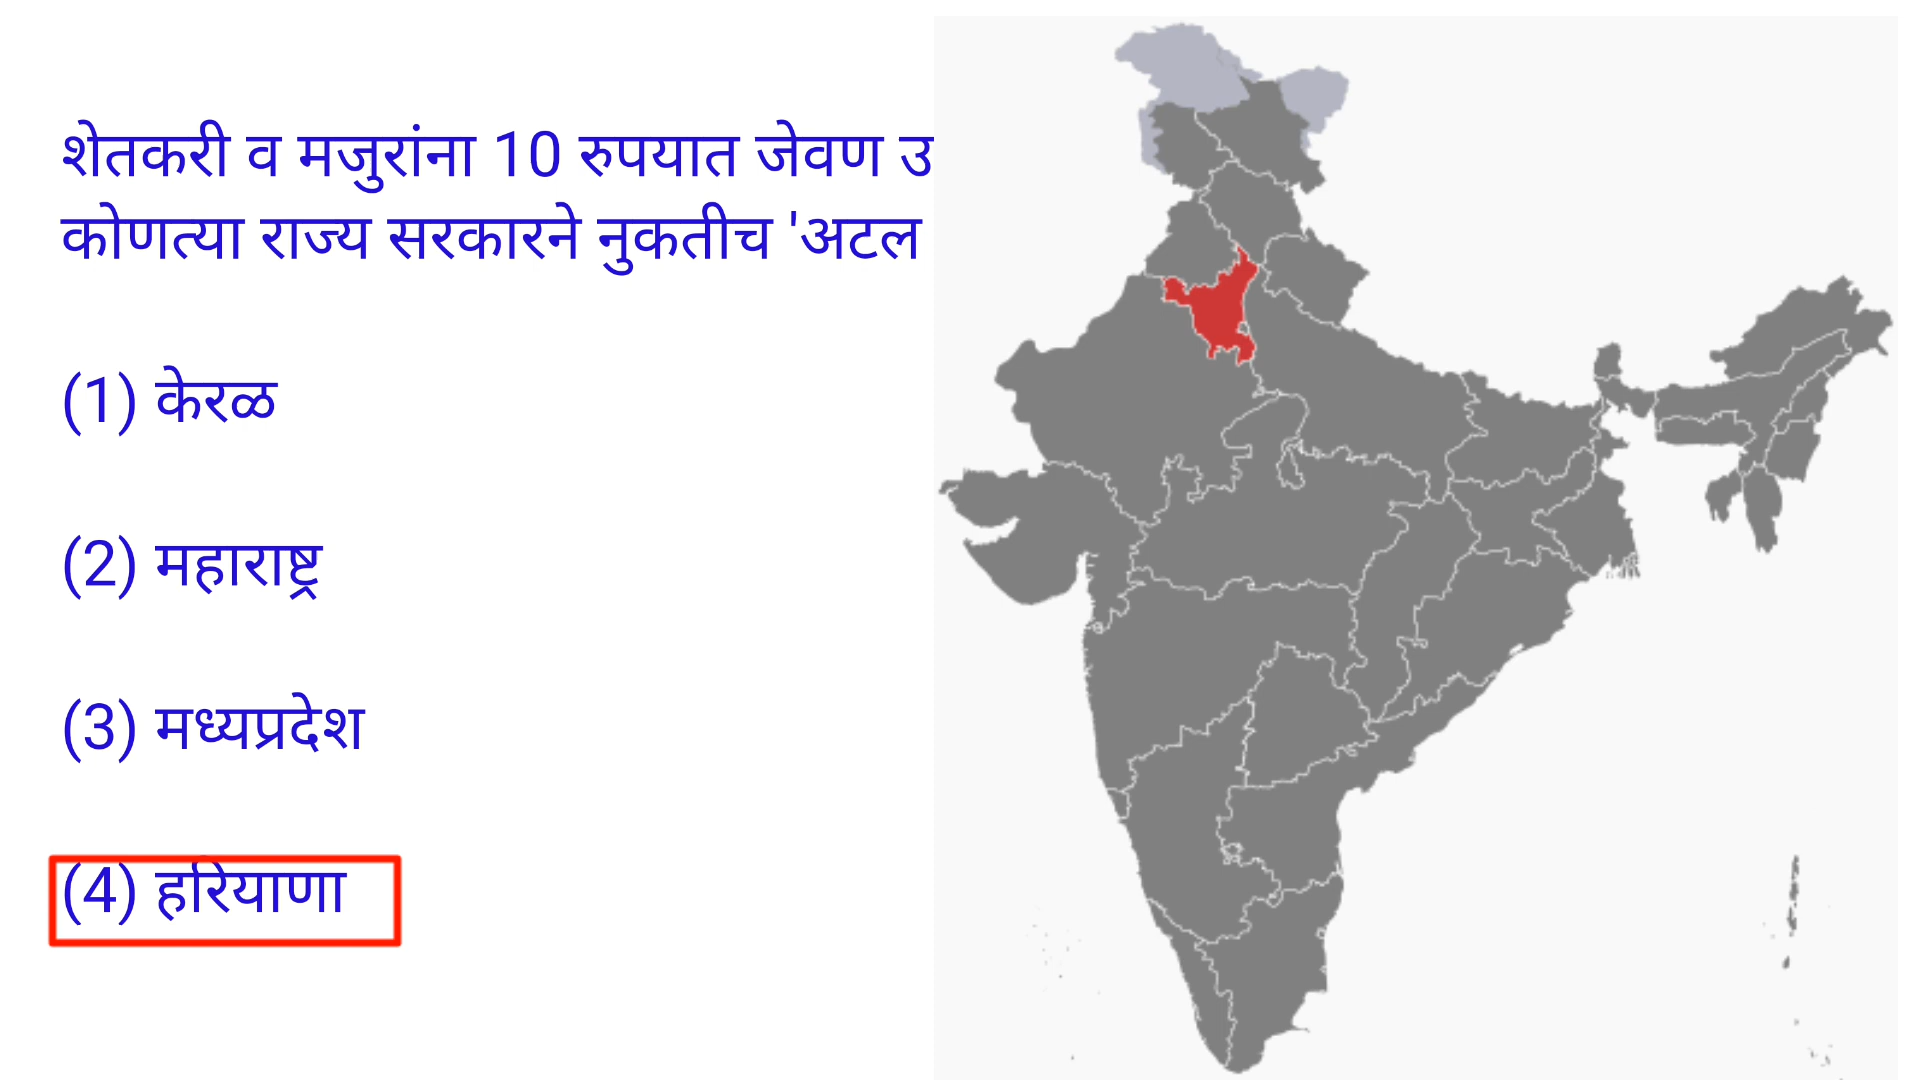 शेतकरी व मजुरांना 10 रुपयात जेवण उ
कोणत्या राज्य सरकारने नुकतीच 'अटल
(1) केरळ
(2) महाराष्ट्र
(3) मध्यप्रदेश
(4) हरियाणा